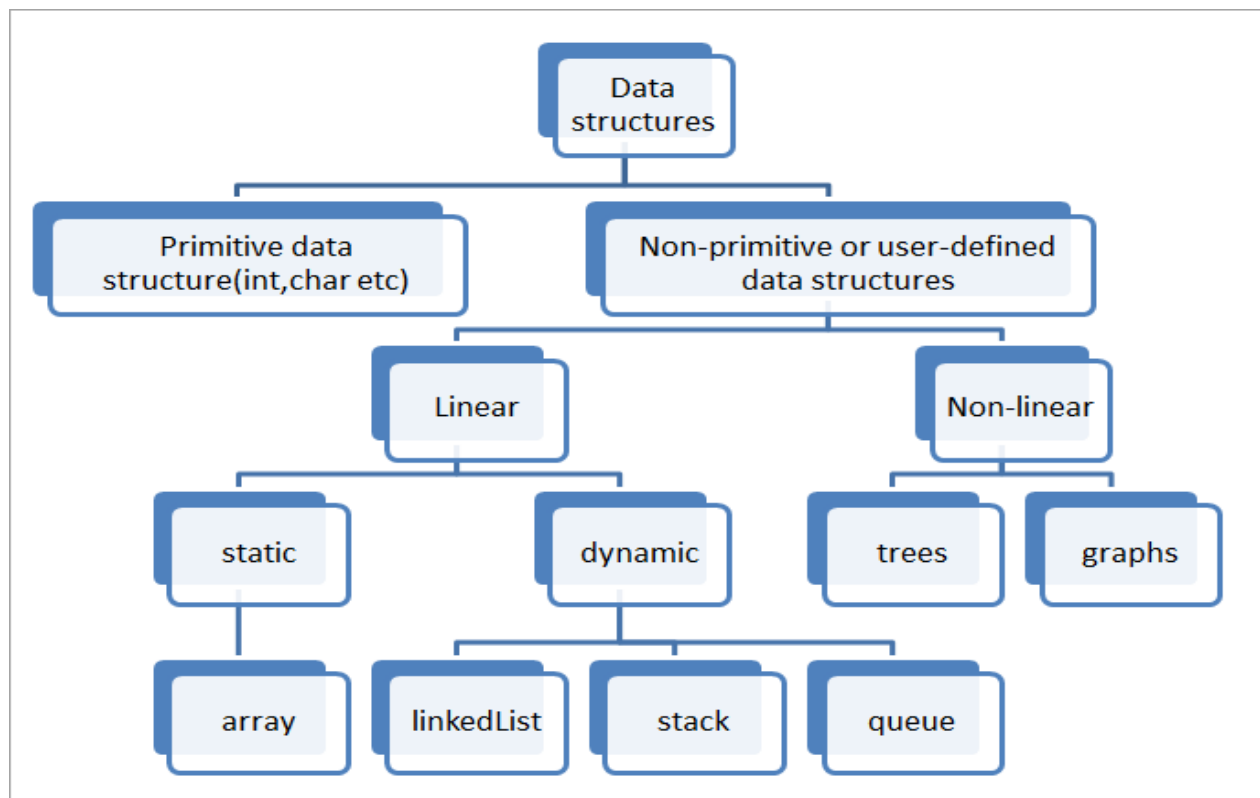 Data
structures
Primitive data
structure(int,char etc)
Non-primitive or user-defined
data structures
Linear
Non-linear
static
dynamic
trees
graphs
array
linkedList
stack
queue